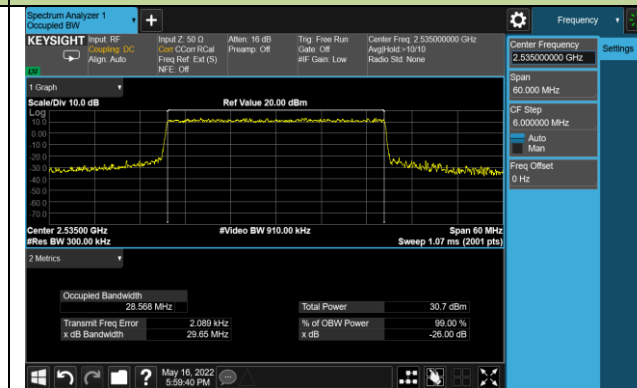 Spectrum Analyzer 1
Occupied BW
Frequency
KEYSIGHT
Input: RF
Coupling: DC
Align: Auto
Input Z: 50 Ω
Corr CCorr RCal
Freq Ref: Ext (S)
NFE: Off
Atten: 16 dB
Preamp: Off
Trig: Free Run
Gate: Off
#IF Gain: Low
Center Freq: 2.535000000 GHz
Avg|Hold:>10/10
Radio Std: None
Center Frequency
2.535000000 GHz
Settings
Span
60.000 MHz
CF Step
6.000000 MHz
Auto
Man
Freq Offset
0 Hz
1 Graph
Scale/Div 10.0 dB
Ref Value 20.00 dBm
Log
10.0
0.00
-10.0
-20.0
-30.0
-40.0
-50.0
-60.0
-70.0
Center 2.53500 GHz
#Video BW 910.00 kHz
Span 60 MHz
#Res BW 300.00 kHz
Sweep 1.07 ms (2001 pts)
2 Metrics
Occupied Bandwidth
28.568 MHz
Total Power
30.7 dBm
Transmit Freq Error
2.089 kHz
% of OBW Power
99.00 %
x dB Bandwidth
29.65 MHz
x dB
-26.00 dB
May 16, 2022
5:59:40 PM